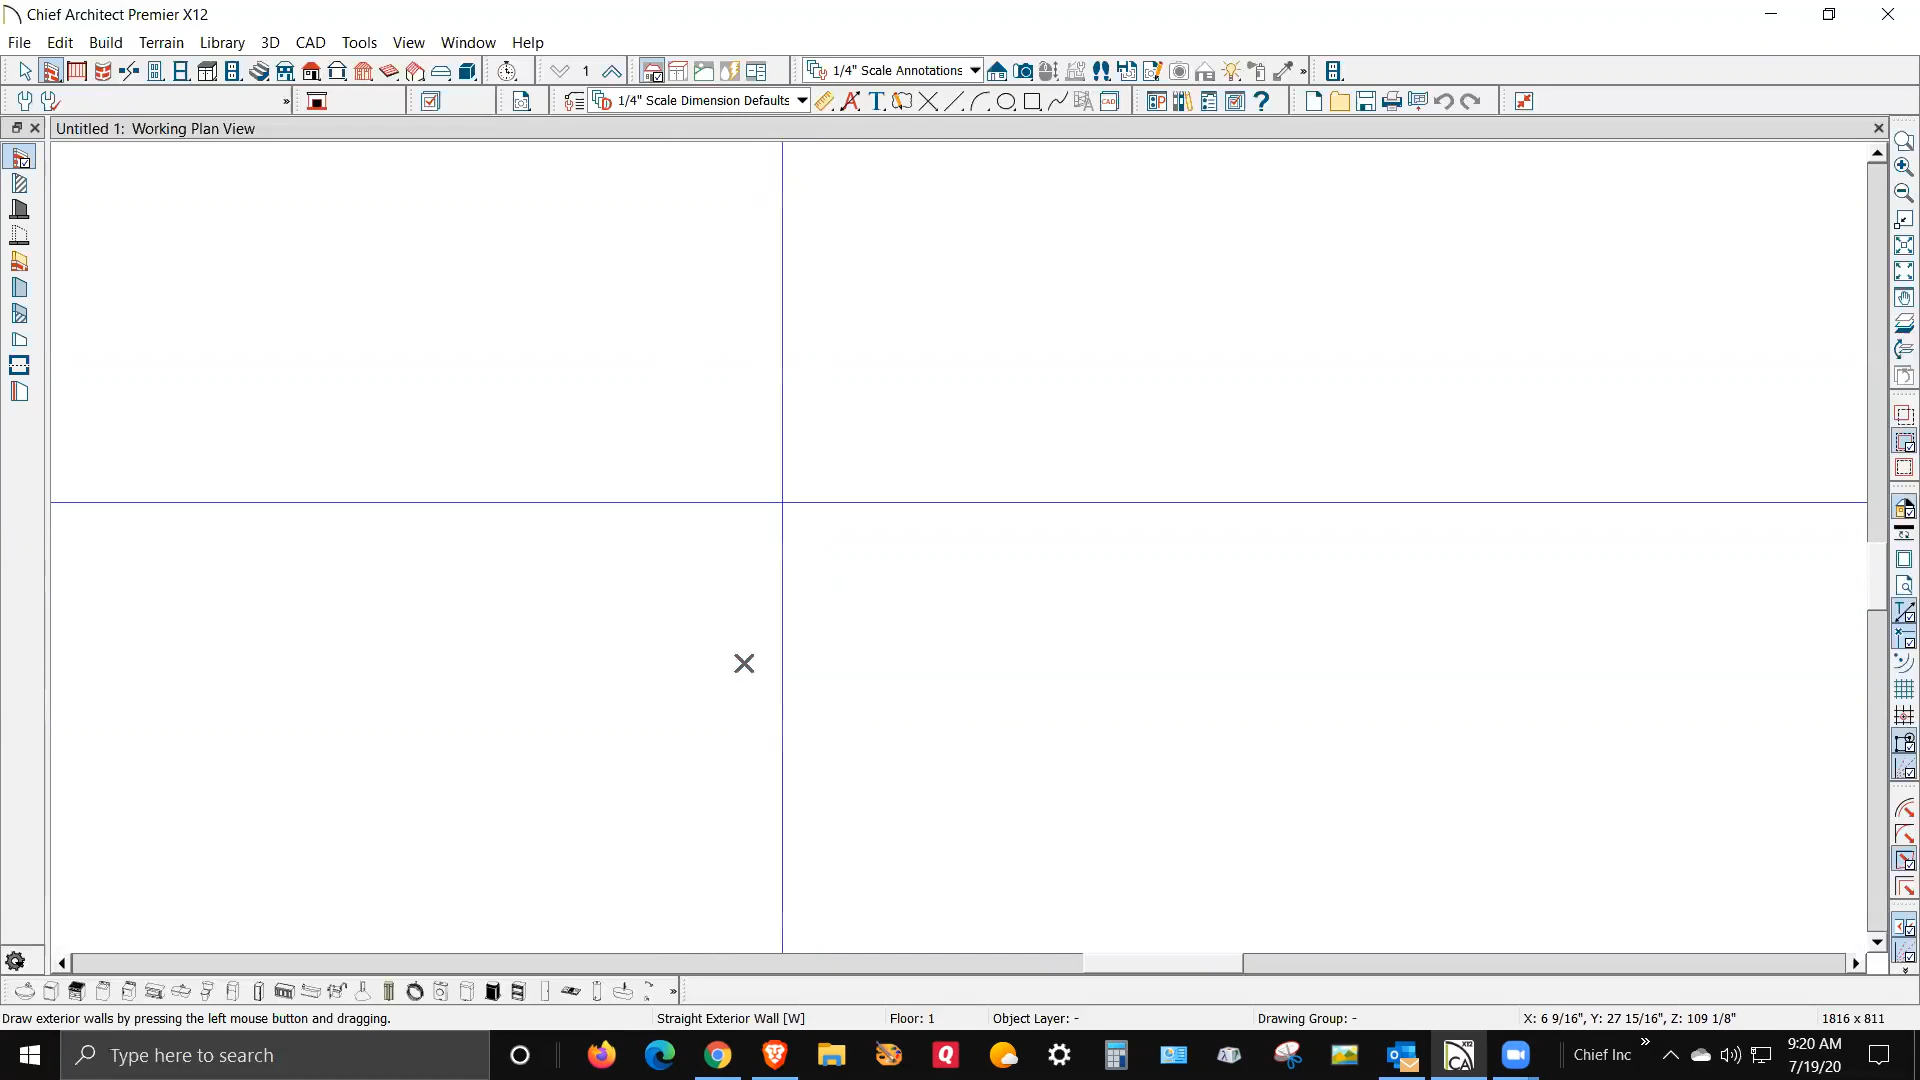 Chief Architect Premier X12
File Edit Build Terrain Library 3D CAD Tools View Window Help
1 1/4" Scale Annotations
1/4" Scale Dimension Defaults T CAD ?
Untitled 1: Working Plan View
Draw exterior walls by pressing the left mouse button and dragging. Straight Exterior Wall [W] Floor: 1 Object Layer: - Drawing Group: - X: 6 9/16", Y: 27 15/16", Z: 109 1/8" 1816 x 811
Type here to search Chief Inc » 9:20 AM
7/19/20